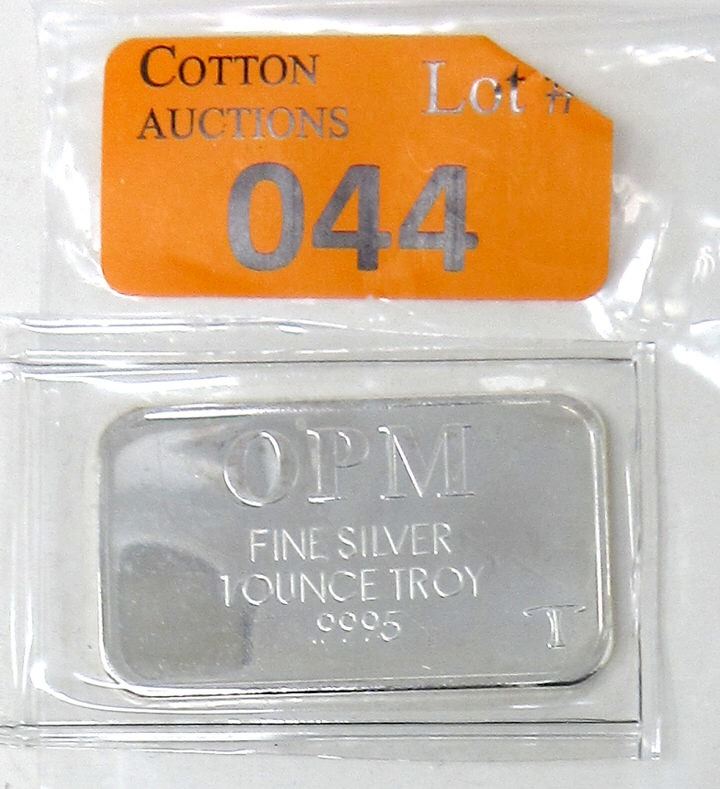 COTTON
AUCTIONS
Lot #
044
OPM
FINE SILVER
1 OUNCE TROY
.9995
T